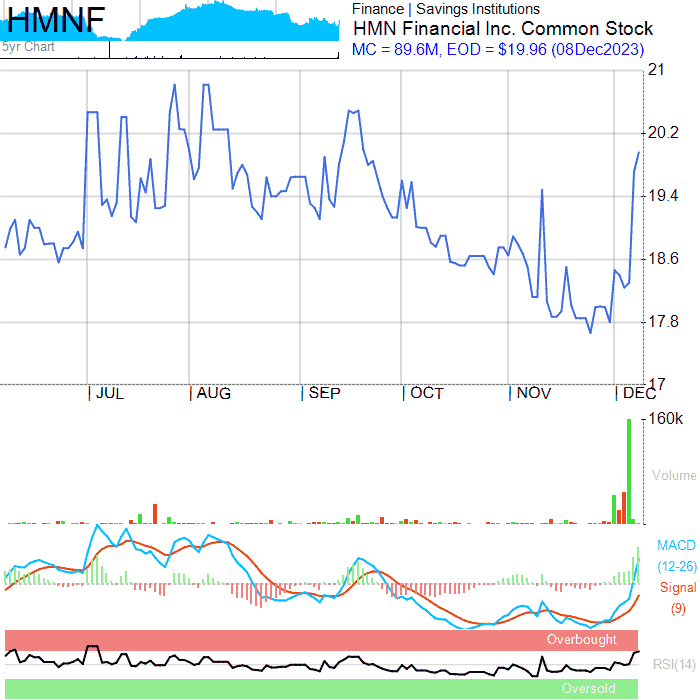 HMNF
5yr Chart
Finance | Savings Institutions
HMN Financial Inc. Common Stock
MC = 89.6M, EOD = $19.96 (08Dec2023)
21
20.2
19.4
18.6
17.8
17
JUL AUG SEP OCT NOV DEC
160k
Volume
MACD
(12-26)
Signal
(9)
Overbought
RSI(14)
Oversold